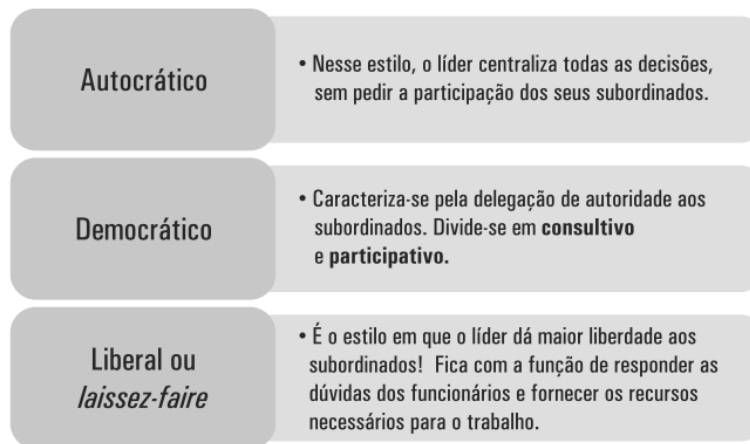 Autocrático
• Nesse estilo, o líder centraliza todas as decisões,
sem pedir a participação dos seus subordinados.
Democrático
• Caracteriza-se pela delegação de autoridade aos
subordinados. Divide-se em consultivo
e participativo.
Liberal ou
laissez-faire
• É o estilo em que o líder dá maior liberdade aos
subordinados! Fica com a função de responder as
dúvidas dos funcionários e fornecer os recursos
necessários para o trabalho.